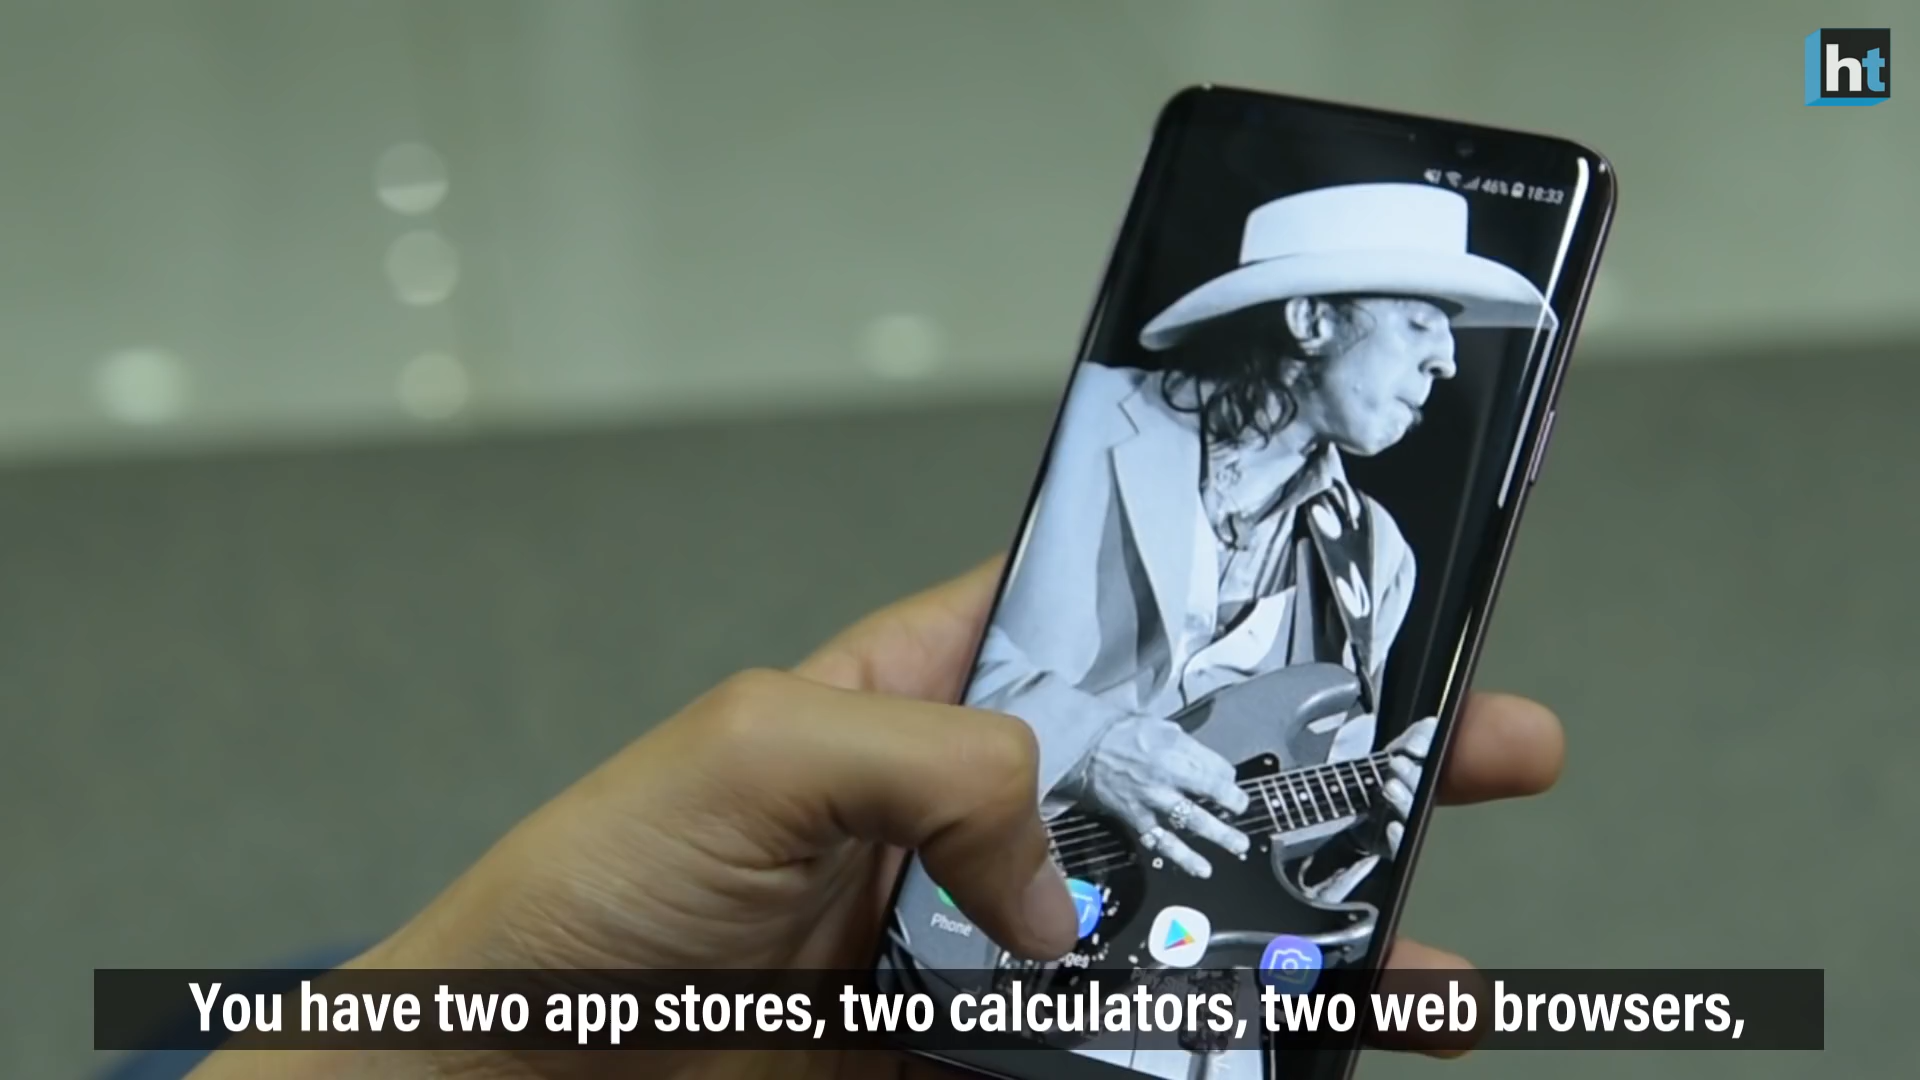 ht
46% 18:33
Phone
You have two app stores, two calculators, two web browsers,